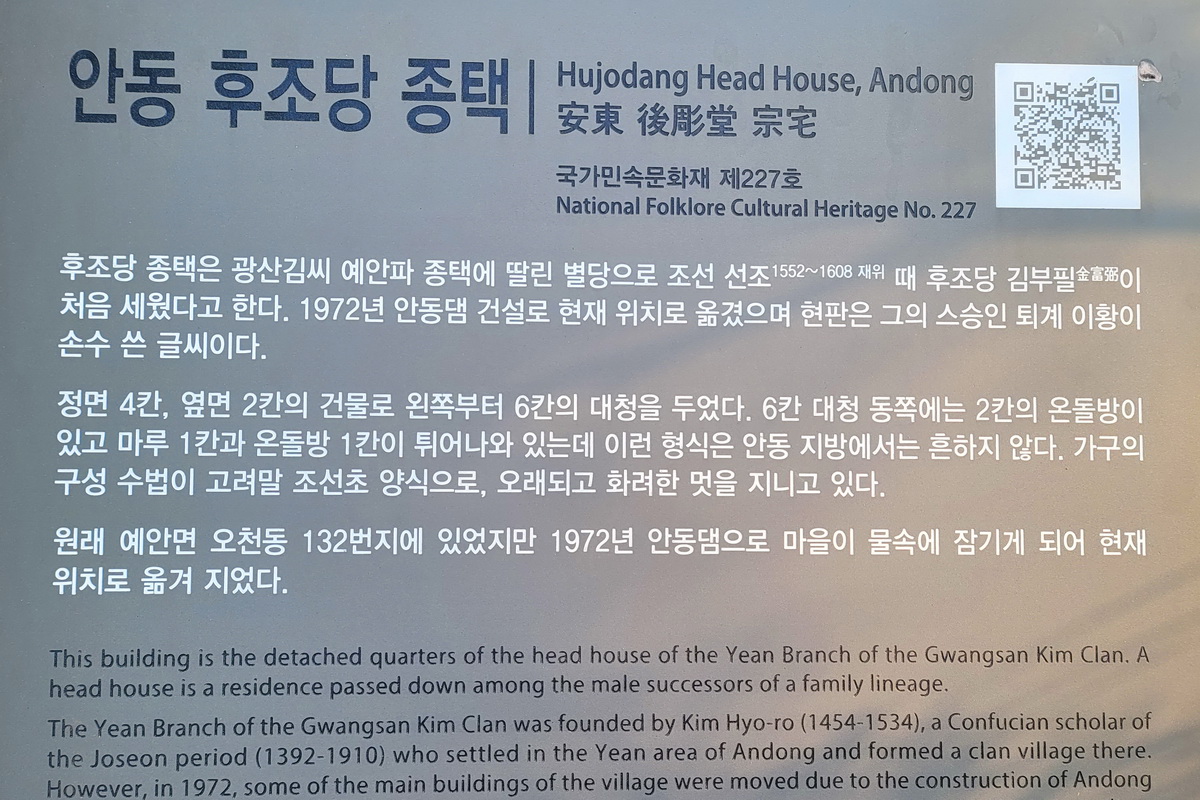 안동 후조당 종택
Hujodang Head House, Andong
安東 後彫堂 宗宅
국가민속문화재 제227호
National Folklore Cultural Heritage No. 227
후조당 종택은 광산김씨 예안파 종택에 딸린 별당으로 조선 선조1552~1608 재위 때 후조당 김부필金富弼이
처음 세웠다고 한다. 1972년 안동댐 건설로 현재 위치로 옮겼으며 현판은 그의 스승인 퇴계 이황이
손수 쓴 글씨이다.
정면 4칸, 옆면 2칸의 건물로 왼쪽부터 6칸의 대청을 두었다. 6칸 대청 동쪽에는 2칸의 온돌방이
있고 마루 1칸과 온돌방 1칸이 튀어나와 있는데 이런 형식은 안동 지방에서는 흔하지 않다. 가구의
구성 수법이 고려말 조선초 양식으로, 오래되고 화려한 멋을 지니고 있다.
원래 예안면 오천동 132번지에 있었지만 1972년 안동댐으로 마을이 물속에 잠기게 되어 현재
위치로 옮겨 지었다.
This building is the detached quarters of the head house of the Yean Branch of the Gwangsan Kim Clan. A
head house is a residence passed down among the male successors of a family lineage.
The Yean Branch of the Gwangsan Kim Clan was founded by Kim Hyo-ro (1454-1534), a Confucian scholar of
the Joseon period (1392-1910) who settled in the Yean area of Andong and formed a clan village there.
However, in 1972, some of the main buildings of the village were moved due to the construction of Andong